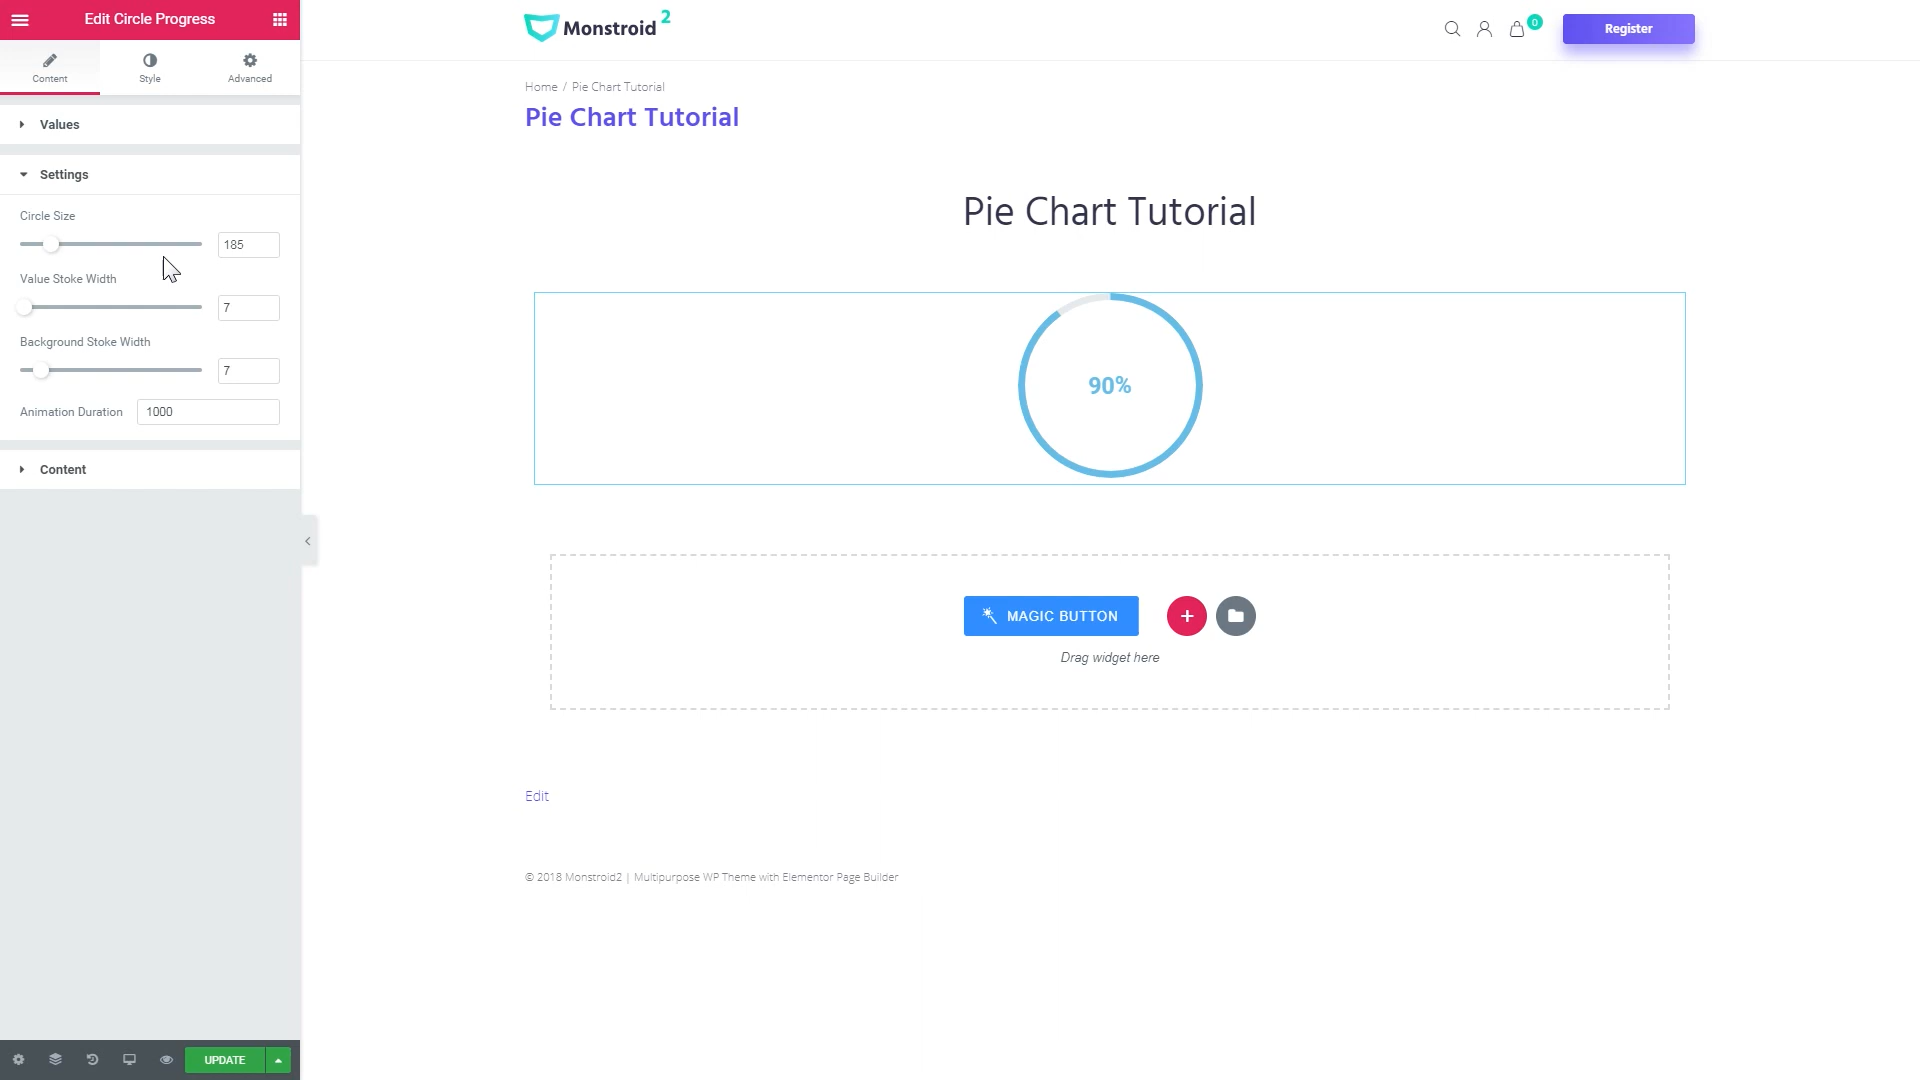 Edit Circle Progress
Content
Style
Advanced
Values
Settings
Circle Size
185
Value Stoke Width
7
Background Stoke Width
7
Animation Duration
1000
Content
UPDATE
Monstroid 2
0
Register
Home / Pie Chart Tutorial
Pie Chart Tutorial
Pie Chart Tutorial
90%
MAGIC BUTTON
Drag widget here
Edit
© 2018 Monstroid2 | Multipurpose WP Theme with Elementor Page Builder